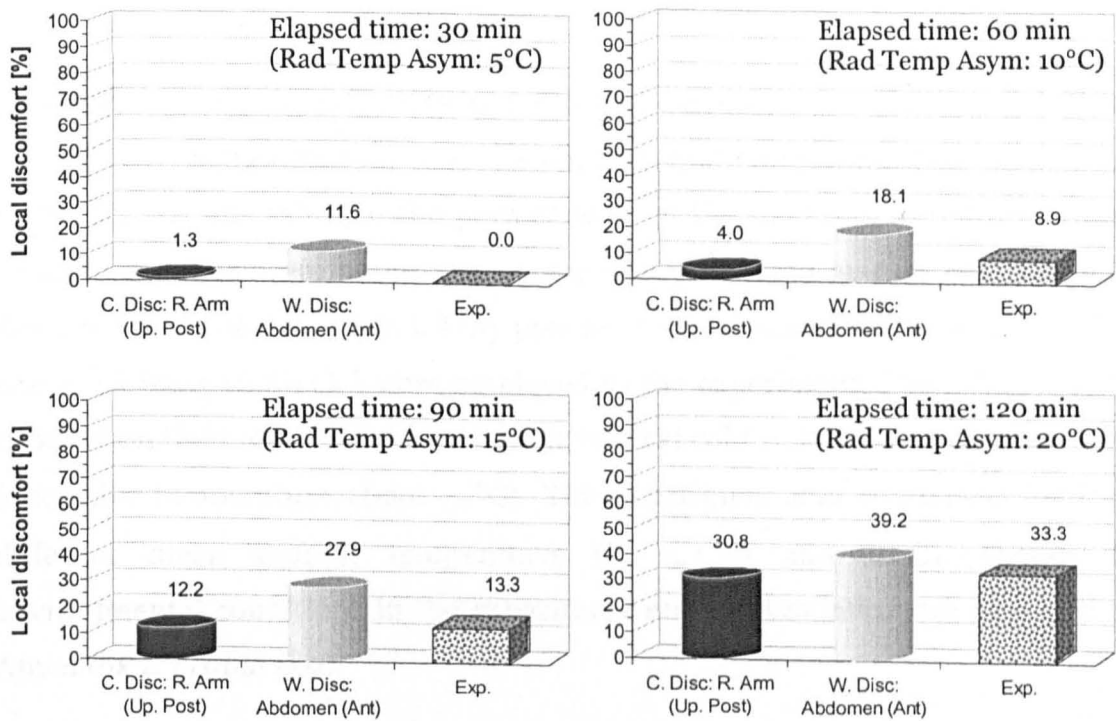 Elapsed time: 30 min
(Rad Temp Asym: 5°C)
Local discomfort [%]
100
90
80
70
60
50
40
30
20
10
0
1.3
11.6
0.0
C. Disc: R. Arm
(Up. Post)
W. Disc:
Abdomen (Ant)
Exp.
Elapsed time: 60 min
(Rad Temp Asym: 10°C)
100
90
80
70
60
50
40
30
20
10
0
4.0
18.1
8.9
C. Disc: R. Arm
(Up. Post)
W. Disc:
Abdomen (Ant)
Exp.
Elapsed time: 90 min
(Rad Temp Asym: 15°C)
Local discomfort [%]
100
90
80
70
60
50
40
30
20
10
0
12.2
27.9
13.3
C. Disc: R. Arm
(Up. Post)
W. Disc:
Abdomen (Ant)
Exp.
Elapsed time: 120 min
(Rad Temp Asym: 20°C)
100
90
80
70
60
50
40
30
20
10
0
30.8
39.2
33.3
C. Disc: R. Arm
(Up. Post)
W. Disc:
Abdomen (Ant)
Exp.